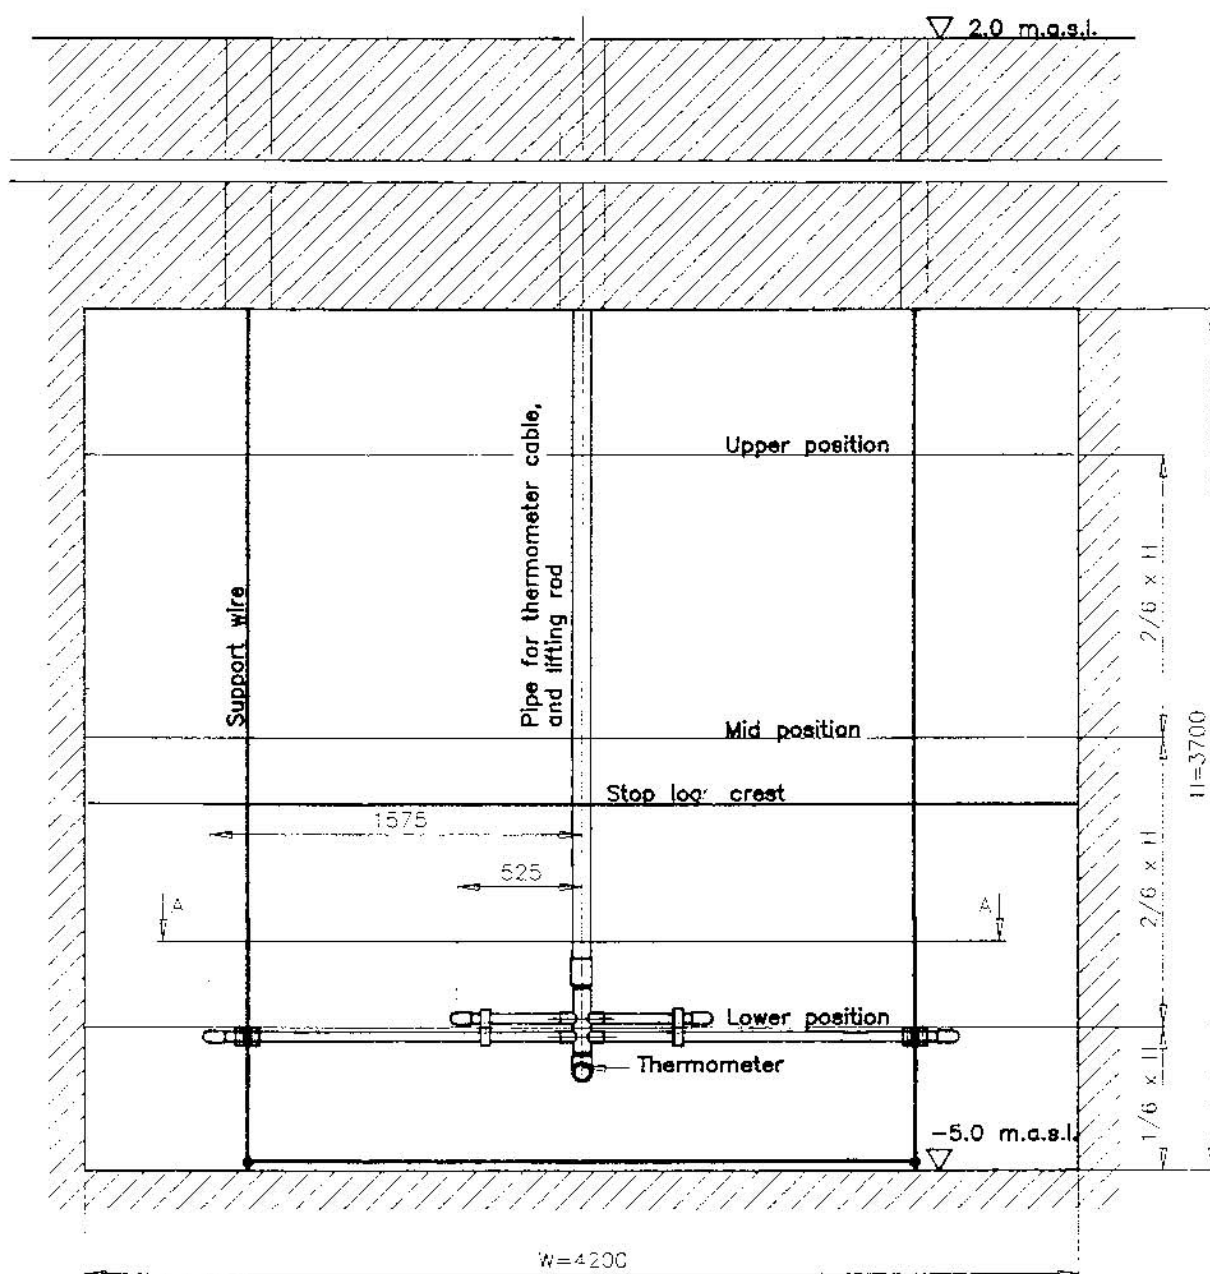 2.0 m.a.s.l.
Upper position
Pipe for thermometer cable,
and lifting rod
Support wire
2/6 x H
Mid position
H=3700
Stop log crest
1575
525
2/6 x H
A
A
Lower position
Thermometer
1/6 x H
-5.0 m.a.s.l.
W=4200